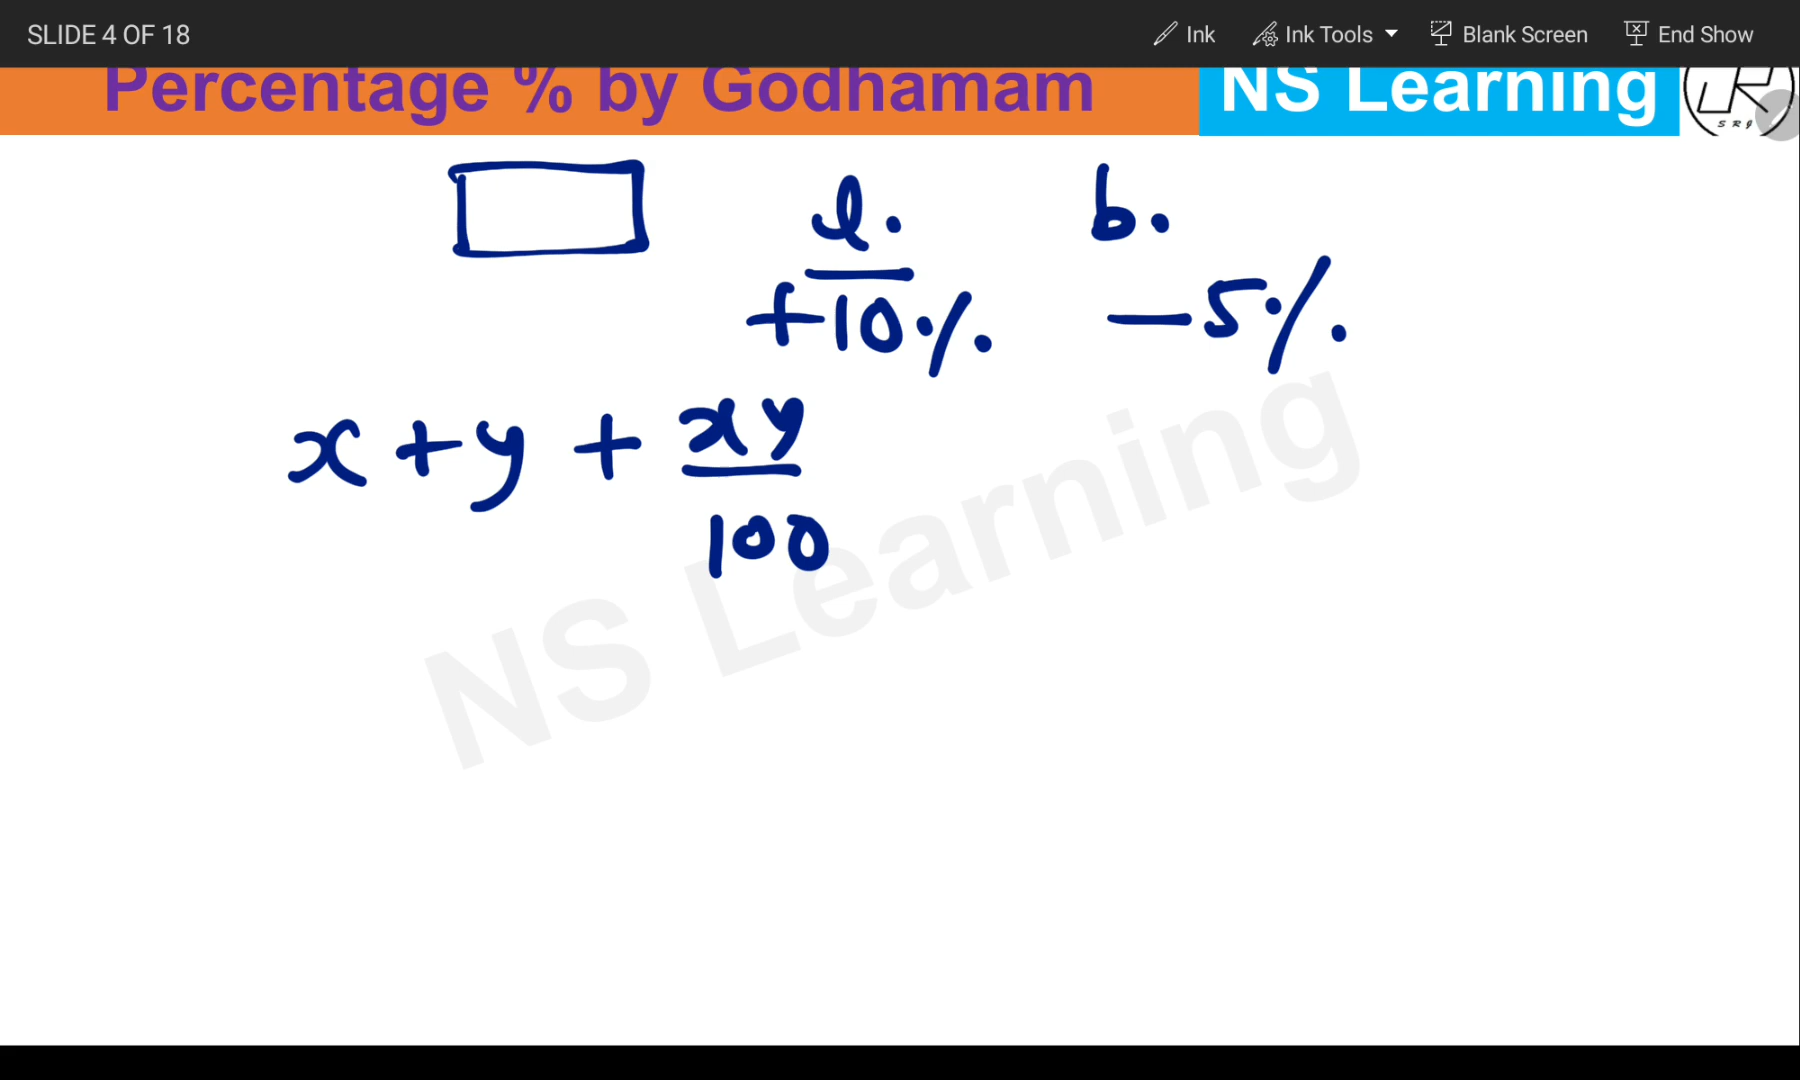 SLIDE 4 OF 18 Ink Ink Tools Blank Screen End Show
Percentage % by Godhamam NS Learning
SRJ
l. b.
+10% -5%.
x + y + xy
100
NS Learning